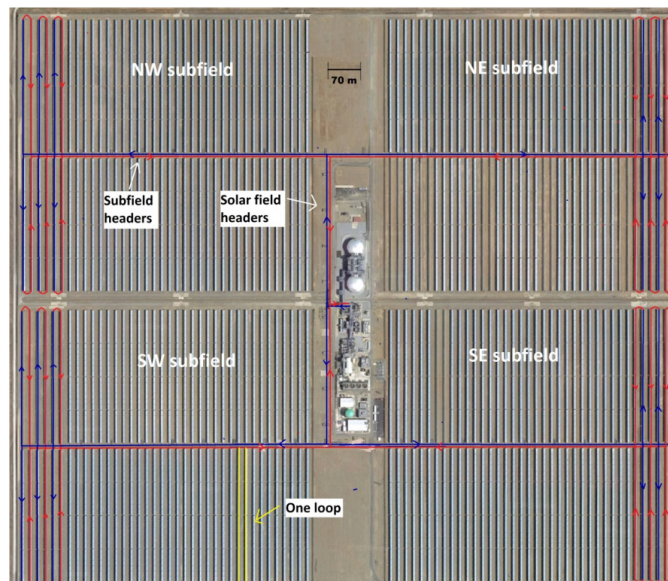 NW subfield
NE subfield
70 m
Subfield
headers
Solar field
headers
SW subfield
SE subfield
One loop